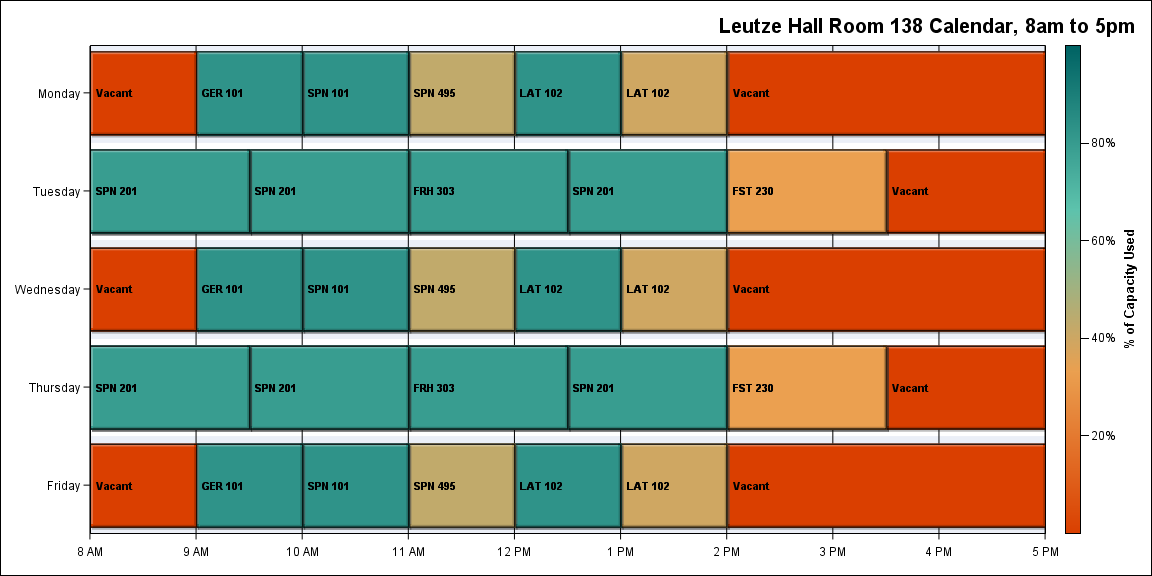 Leutze Hall Room 138 Calendar, 8am to 5pm
Monday
Vacant
GER 101
SPN 101
SPN 495
LAT 102
LAT 102
Vacant
Tuesday
SPN 201
SPN 201
FRH 303
SPN 201
FST 230
Vacant
Wednesday
Vacant
GER 101
SPN 101
SPN 495
LAT 102
LAT 102
Vacant
Thursday
SPN 201
SPN 201
FRH 303
SPN 201
FST 230
Vacant
Friday
Vacant
GER 101
SPN 101
SPN 495
LAT 102
LAT 102
Vacant
8 AM
9 AM
10 AM
11 AM
12 PM
1 PM
2 PM
3 PM
4 PM
5 PM
80%
60%
40%
20%
% of Capacity Used